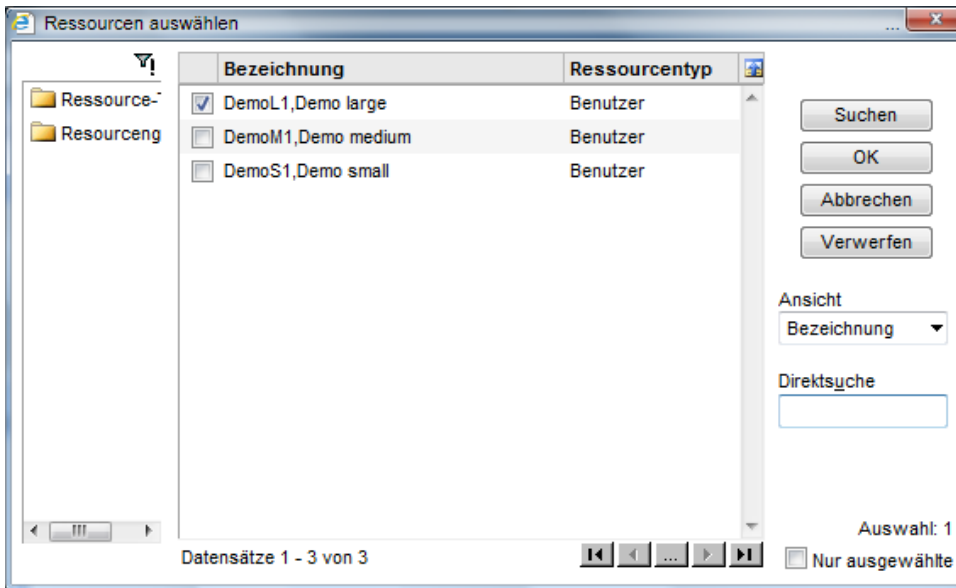 Ressourcen auswählen
...
Bezeichnung Ressourcentyp
Ressource-
Resourceng
DemoL1,Demo large Benutzer
DemoM1,Demo medium Benutzer
DemoS1,Demo small Benutzer
Suchen
OK
Abbrechen
Verwerfen
Ansicht
Bezeichnung
Direktsuche
Auswahl: 1
Datensätze 1 - 3 von 3
...
Nur ausgewählte